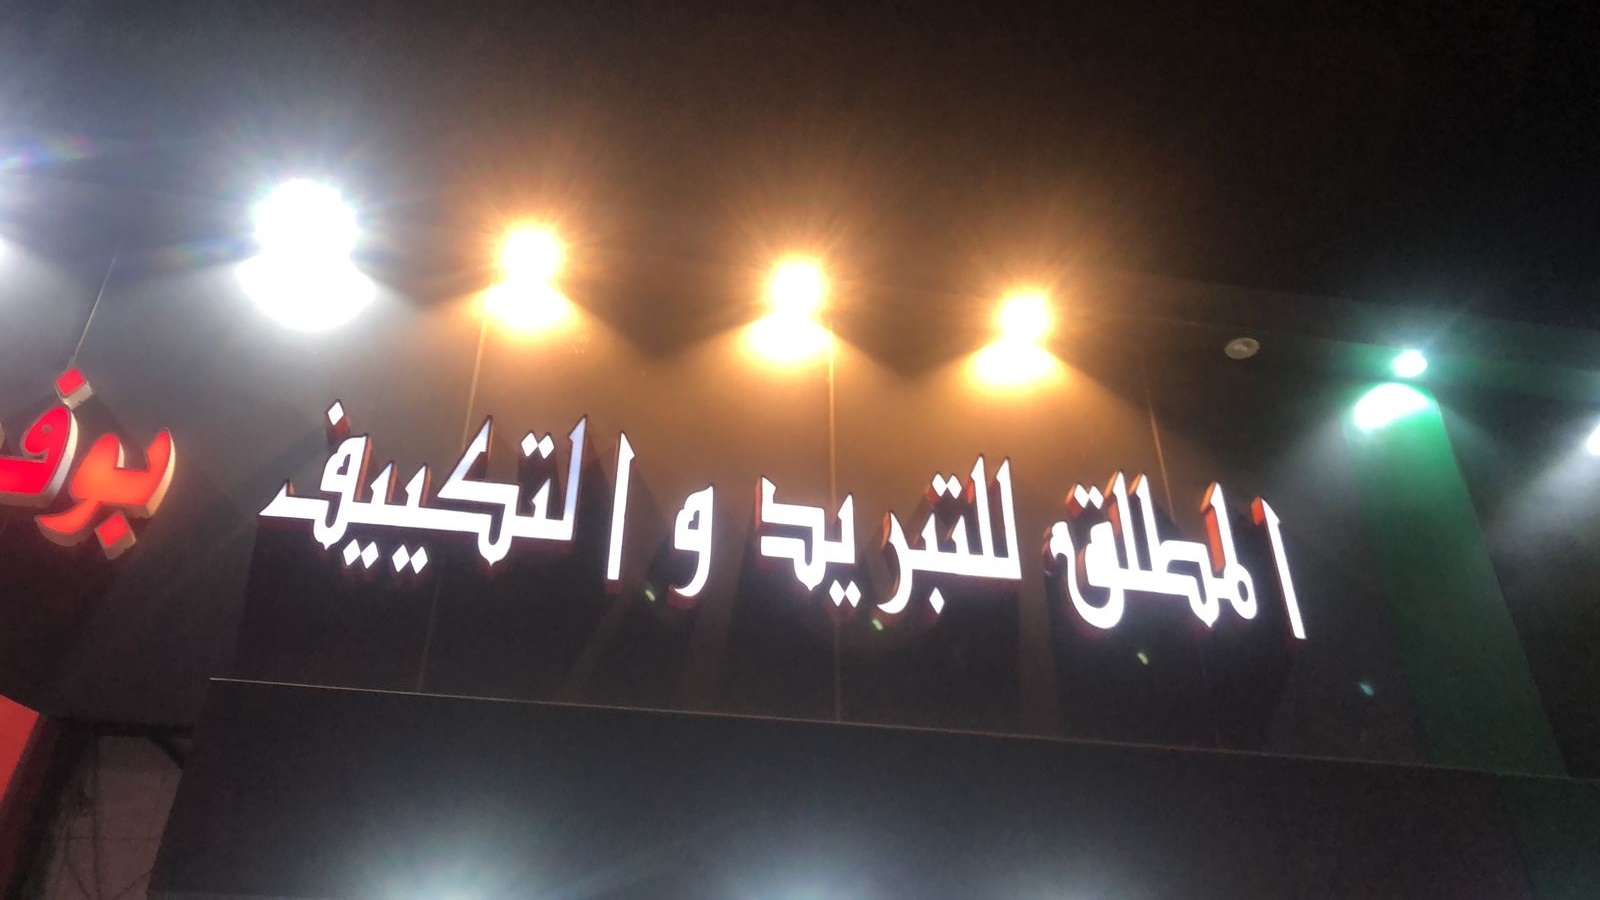 المطلق للتبريد و التكييف